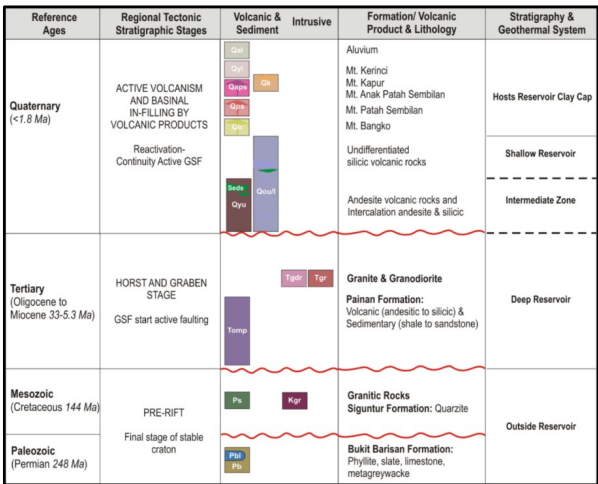 Reference
Ages
Regional Tectonic
Stratigraphic Stages
Volcanic &
Sediment
Intrusive
Formation/ Volcanic
Product & Lithology
Stratigraphy &
Geothermal System
Quaternary
(<1.8 Ma)
ACTIVE VOLCANISM
AND BASINAL
IN-FILLING BY
VOLCANIC PRODUCTS
Reactivation-
Continuity Active GSF
Qal
Qyl
Qaps
Qk
Qps
Qb
Seds
Qyu
Qou/l
Aluvium
Mt. Kerinci
Mt. Kapur
Mt. Anak Patah Sembilan
Mt. Patah Sembilan
Mt. Bangko
Undifferentiated
silicic volcanic rocks
Andesite volcanic rocks and
Intercalation andesite & silicic
Hosts Reservoir Clay Cap
Shallow Reservoir
Intermediate Zone
Tertiary
(Oligocene to
Miocene 33-5.3 Ma)
HORST AND GRABEN
STAGE
GSF start active faulting
Tgdr
Tgr
Tomp
Granite & Granodiorite
Painan Formation:
Volcanic (andesitic to silicic) &
Sedimentary (shale to sandstone)
Deep Reservoir
Mesozoic
(Cretaceous 144 Ma)
PRE-RIFT
Final stage of stable
craton
Ps
Kgr
Granitic Rocks
Siguntur Formation: Quarzite
Outside Reservoir
Paleozoic
(Permian 248 Ma)
Pbl
Pb
Bukit Barisan Formation:
Phyllite, slate, limestone,
metagreywacke